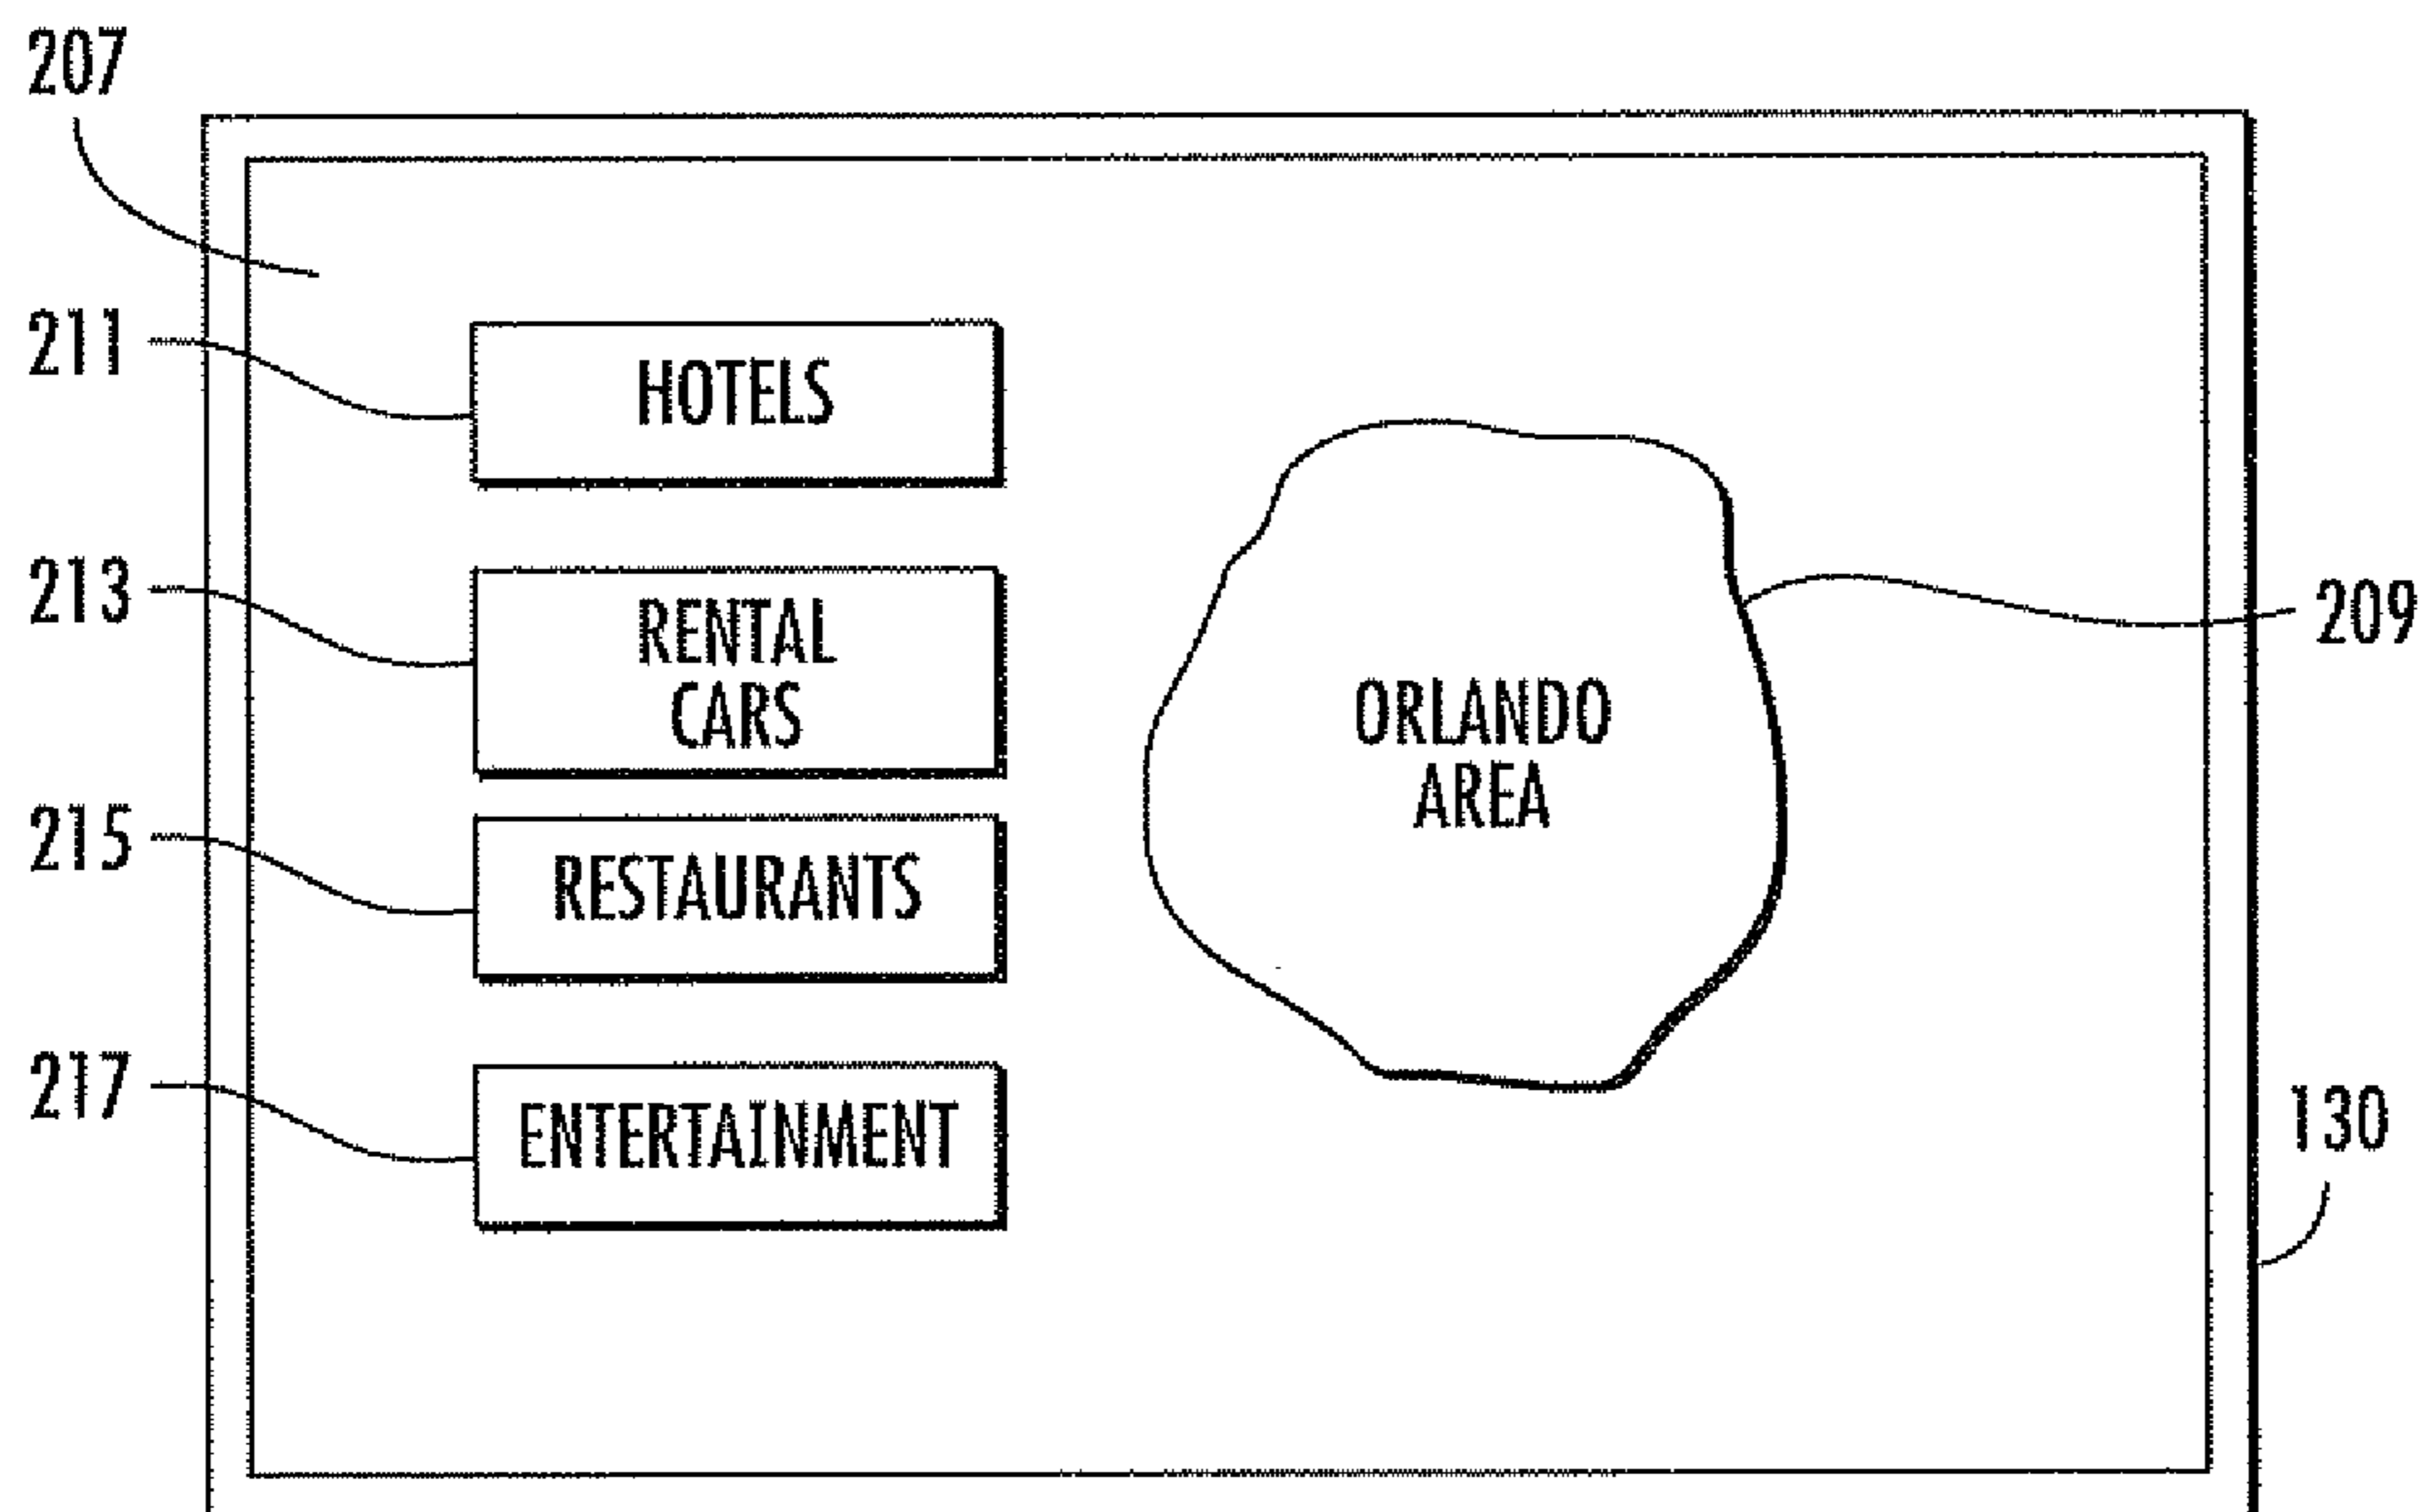 207
211
HOTELS
213
RENTAL
CARS
209
ORLANDO
AREA
215
RESTAURANTS
217
ENTERTAINMENT
130